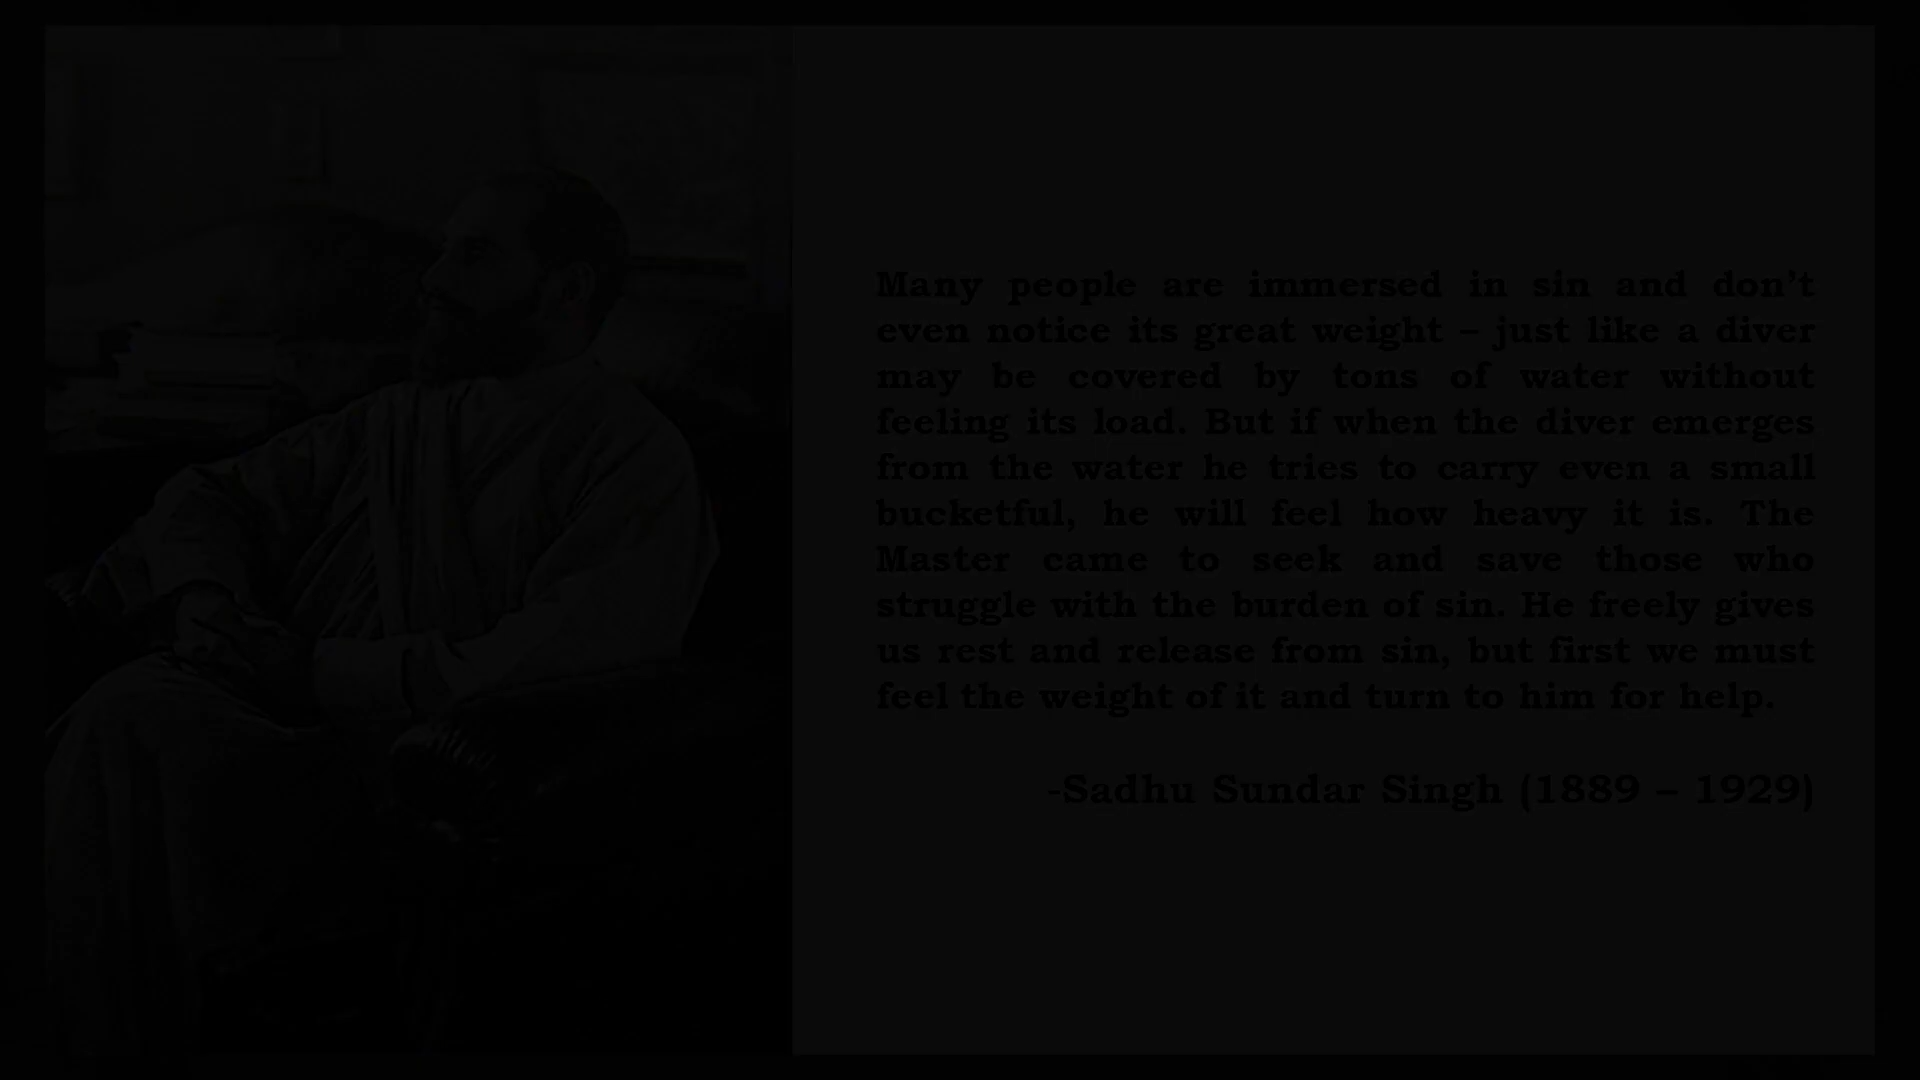 Many people are immersed in sin and don’t
even notice its great weight – just like a diver
may be covered by tons of water without
feeling its load. But if when the diver emerges
from the water he tries to carry even a small
bucketful, he will feel how heavy it is. The
Master came to seek and save those who
struggle with the burden of sin. He freely gives
us rest and release from sin, but first we must
feel the weight of it and turn to him for help.
-Sadhu Sundar Singh (1889 – 1929)